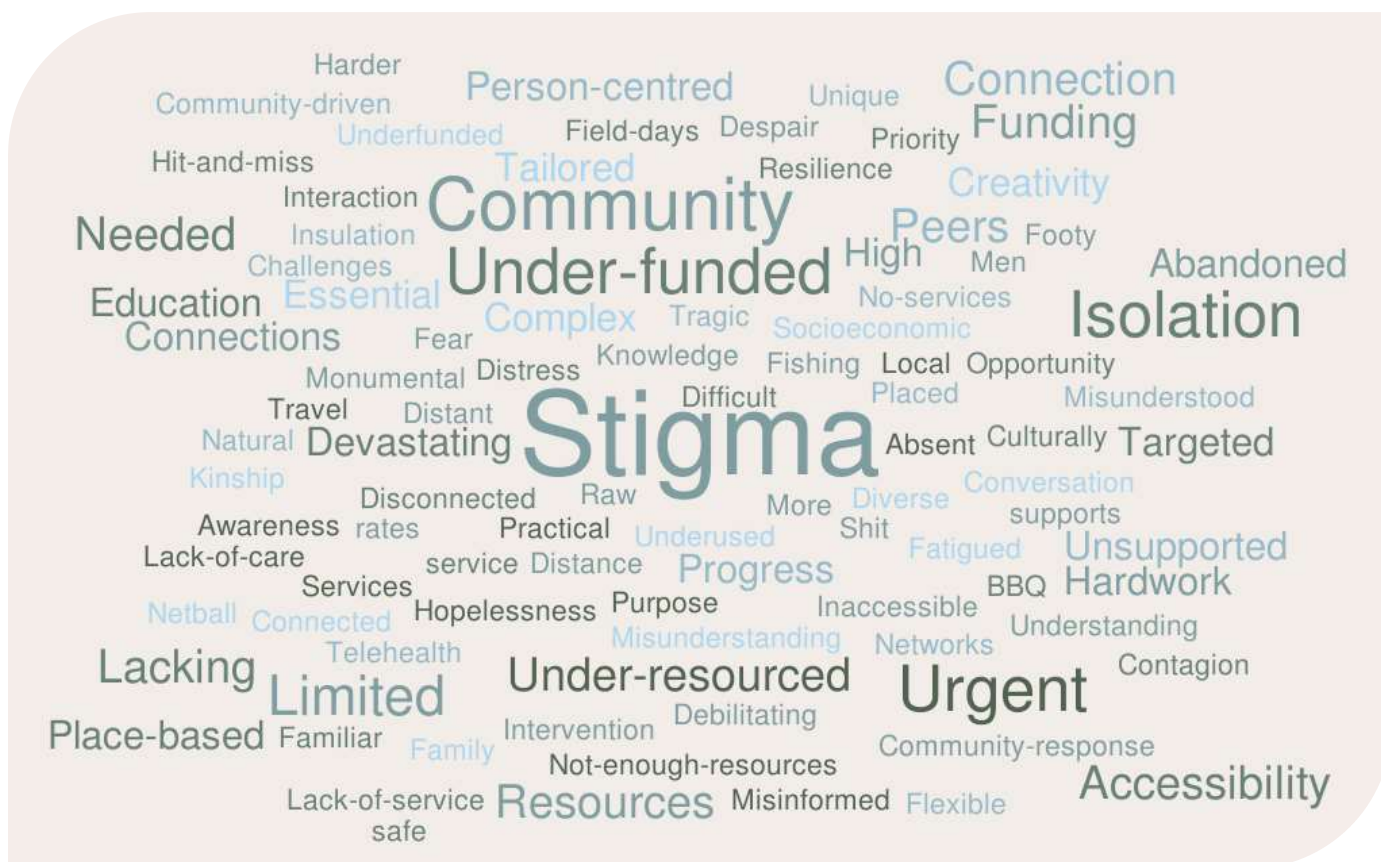 Harder
Person-centred
Connection
Community-driven
Unique
Funding
Underfunded
Field-days
Despair
Priority
Hit-and-miss
Tailored
Resilience
Creativity
Interaction
Community
Needed
Insulation
Peers
Footy
Challenges
Under-funded
High
Men
Abandoned
Education
Essential
Complex
Tragic
No-services
Isolation
Connections
Fear
Socioeconomic
Knowledge
Fishing
Local
Opportunity
Monumental
Distress
Difficult
Placed
Misunderstood
Travel
Distant
Stigma
Natural
Devastating
Absent
Culturally
Targeted
Kinship
Disconnected
Raw
More
Diverse
Conversation
supports
Awareness
rates
Practical
Underused
Shit
Lack-of-care
service
Distance
Progress
Fatigued
Unsupported
Services
BBQ
Hardwork
Netball
Connected
Hopelessness
Purpose
Inaccessible
Understanding
Telehealth
Misunderstanding
Networks
Contagion
Lacking
Limited
Under-resourced
Urgent
Place-based
Familiar
Family
Intervention
Debilitating
Community-response
Not-enough-resources
Accessibility
Lack-of-service
Resources
Misinformed
Flexible
safe